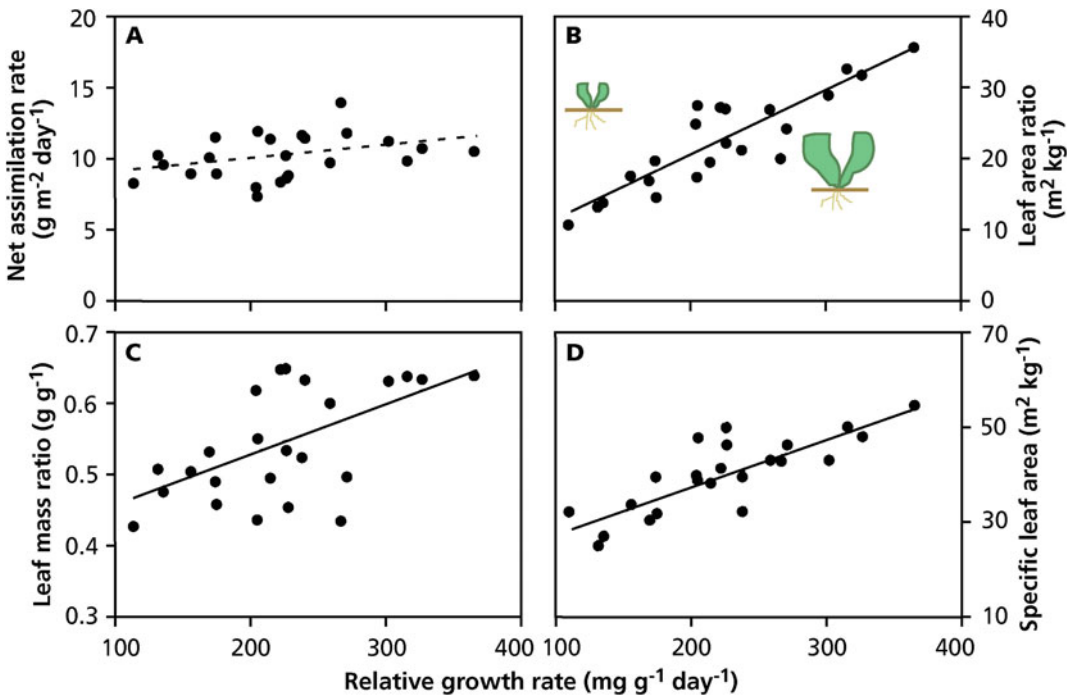 A
20
15
10
5
0
Net assimilation rate
(g m⁻² day⁻¹)
B
40
30
20
10
0
Leaf area ratio
(m² kg⁻¹)
C
0.7
0.6
0.5
0.4
0.3
Leaf mass ratio (g g⁻¹)
100 200 300 400
D
70
50
30
10
Specific leaf area (m² kg⁻¹)
100 200 300 400
Relative growth rate (mg g⁻¹ day⁻¹)